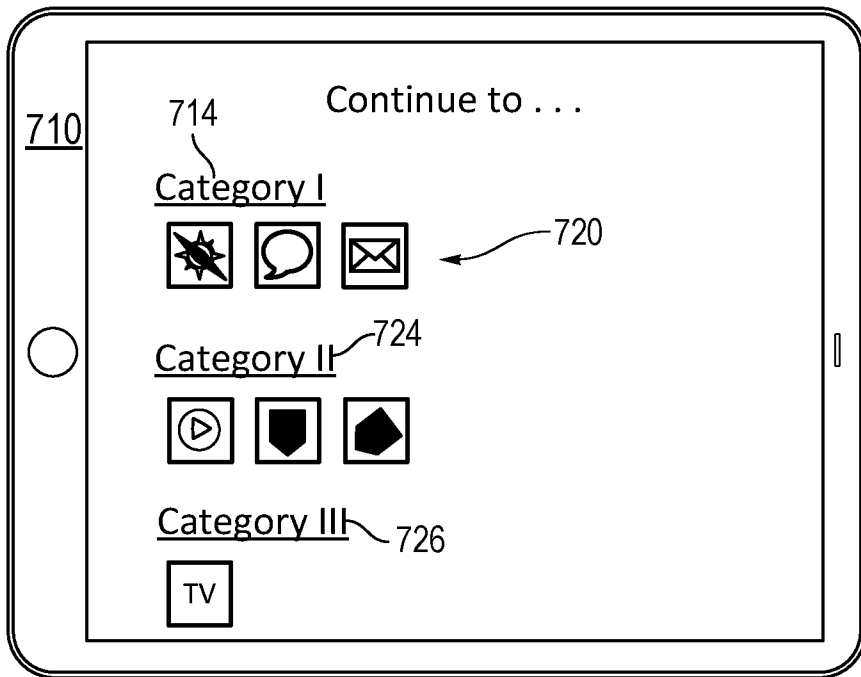 Continue to . . .
714
710
Category I
720
724
Category II
Category III
726
TV